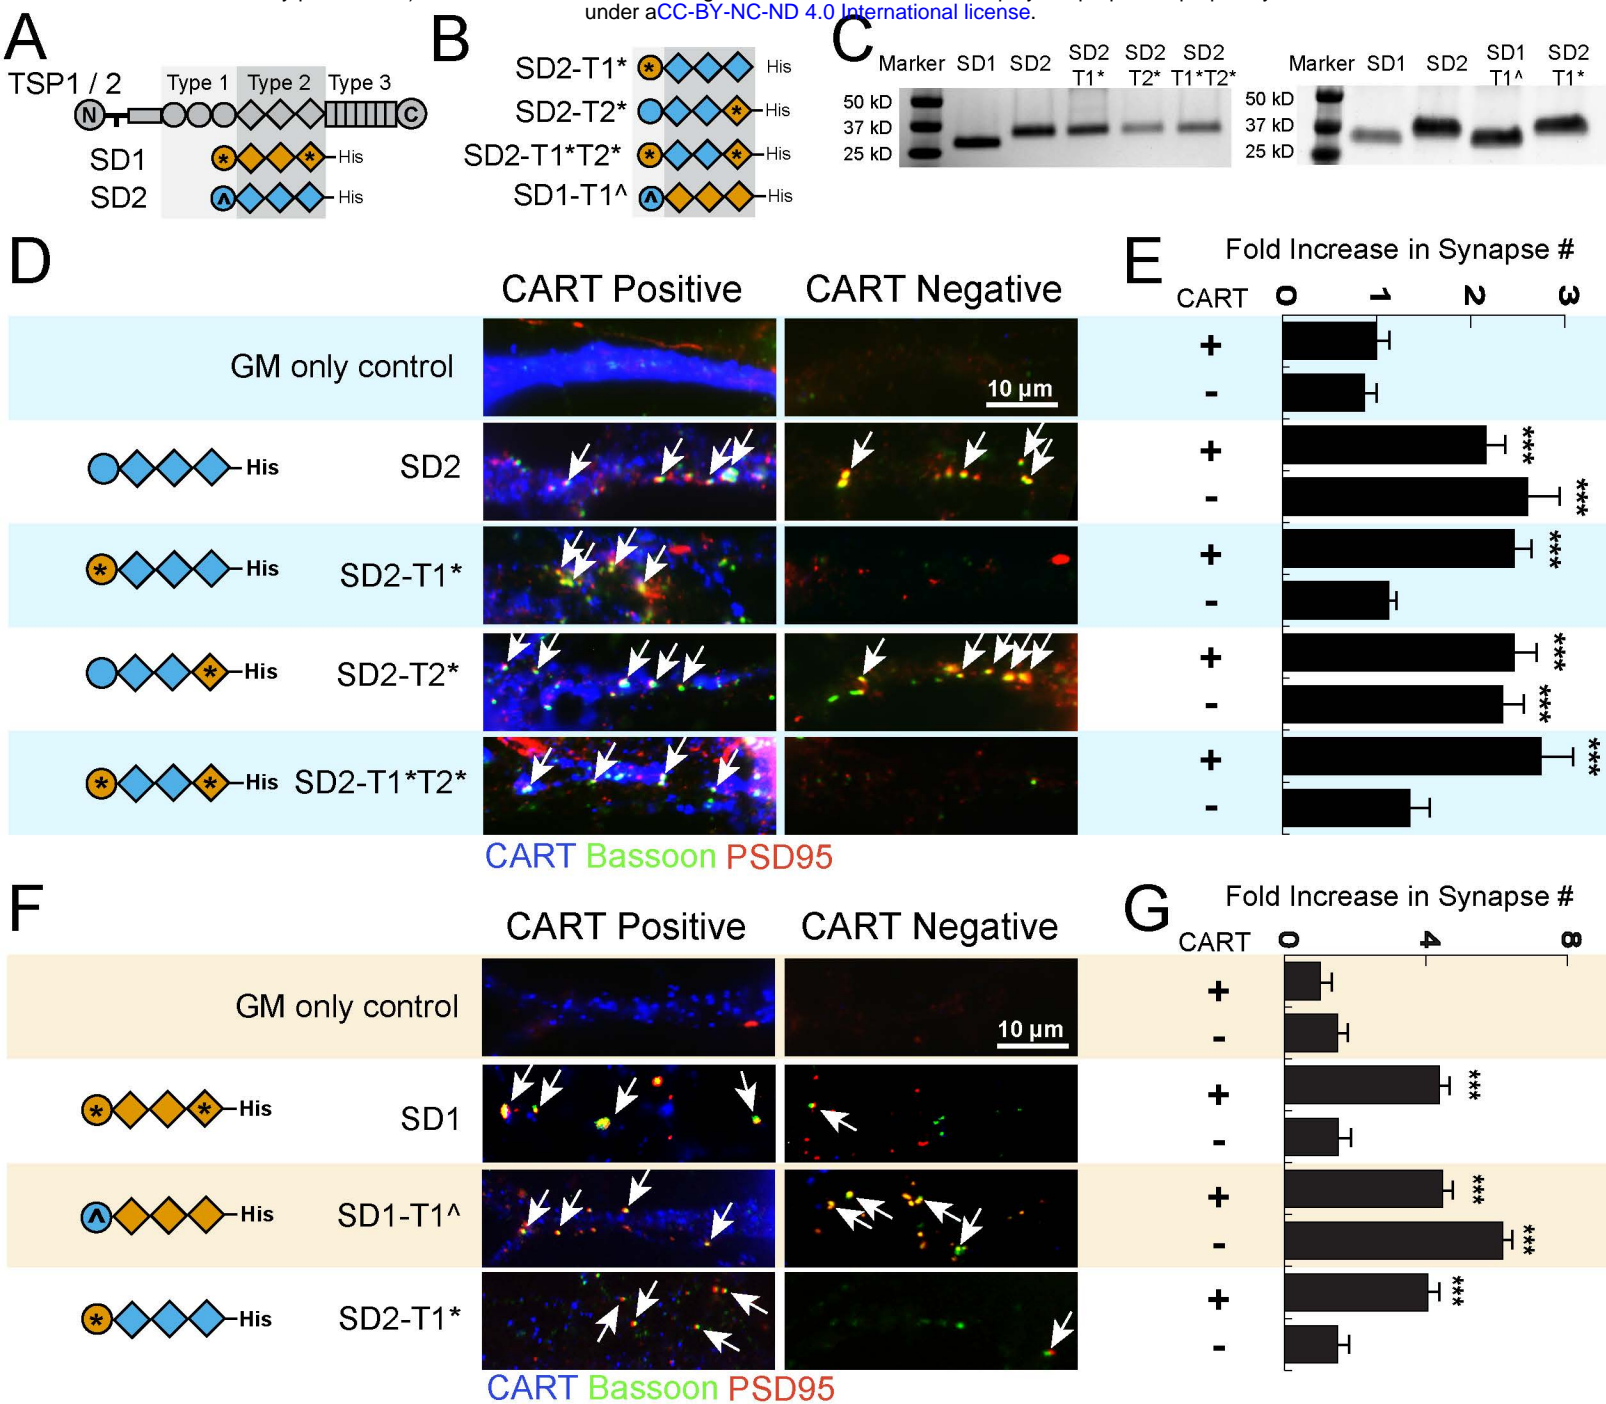 under aCC-BY-NC-ND 4.0 International license.
A
TSP1 / 2
Type 1 Type 2 Type 3
N
C
SD1
* * His
SD2
^ His
B
SD2-T1* * His
SD2-T2* * His
SD2-T1*T2* * * His
SD1-T1^ ^ His
C
Marker SD1 SD2 SD2 T1* SD2 T2* SD2 T1*T2*
50 kD
37 kD
25 kD
Marker SD1 SD2 SD1 T1^ SD2 T1*
50 kD
37 kD
25 kD
D
CART Positive CART Negative
GM only control
10 µm
His SD2
* His SD2-T1*
* His SD2-T2*
* * His SD2-T1*T2*
CART Bassoon PSD95
E
Fold Increase in Synapse #
CART 0 1 2 3
+
-
+ ***
- ***
+ ***
-
+ ***
- ***
+ ***
-
F
CART Positive CART Negative
GM only control
10 µm
* * His SD1
^ His SD1-T1^
* His SD2-T1*
CART Bassoon PSD95
G
Fold Increase in Synapse #
CART 0 4 8
+
-
+ ***
-
+ ***
- ***
+ ***
-